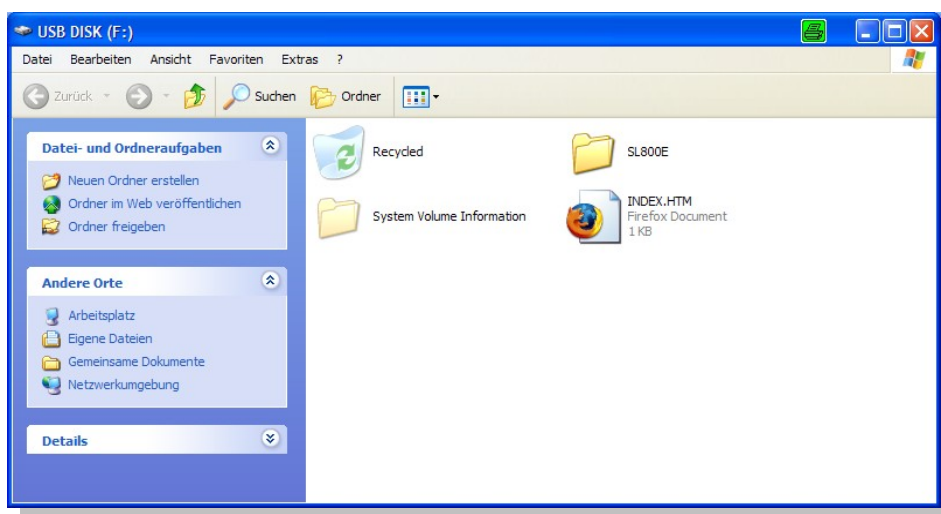 USB DISK (F:)
Datei Bearbeiten Ansicht Favoriten Extras ?
Zurück Suchen Ordner
Datei- und Ordneraufgaben
Neuen Ordner erstellen
Ordner im Web veröffentlichen
Ordner freigeben
Andere Orte
Arbeitsplatz
Eigene Dateien
Gemeinsame Dokumente
Netzwerkumgebung
Details
Recycled
SL800E
System Volume Information
INDEX.HTM
Firefox Document
1 KB